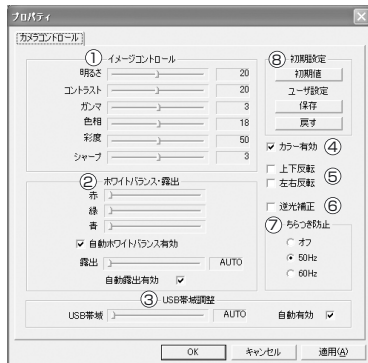 プロパティ
カメラコントロール
① イメージコントロール
明るさ 20
コントラスト 20
ガンマ 3
色相 18
彩度 50
シャープ 3
② ホワイトバランス・露出
赤
緑
青
自動ホワイトバランス有効
露出 AUTO
自動露出有効
③ USB帯域調整
USB帯域 AUTO 自動有効
⑧ 初期設定
初期値
ユーザ設定
保存
戻す
カラー有効 ④
上下反転
左右反転 ⑤
逆光補正 ⑥
⑦ ちらつき防止
オフ
50Hz
60Hz
OK キャンセル 適用(A)